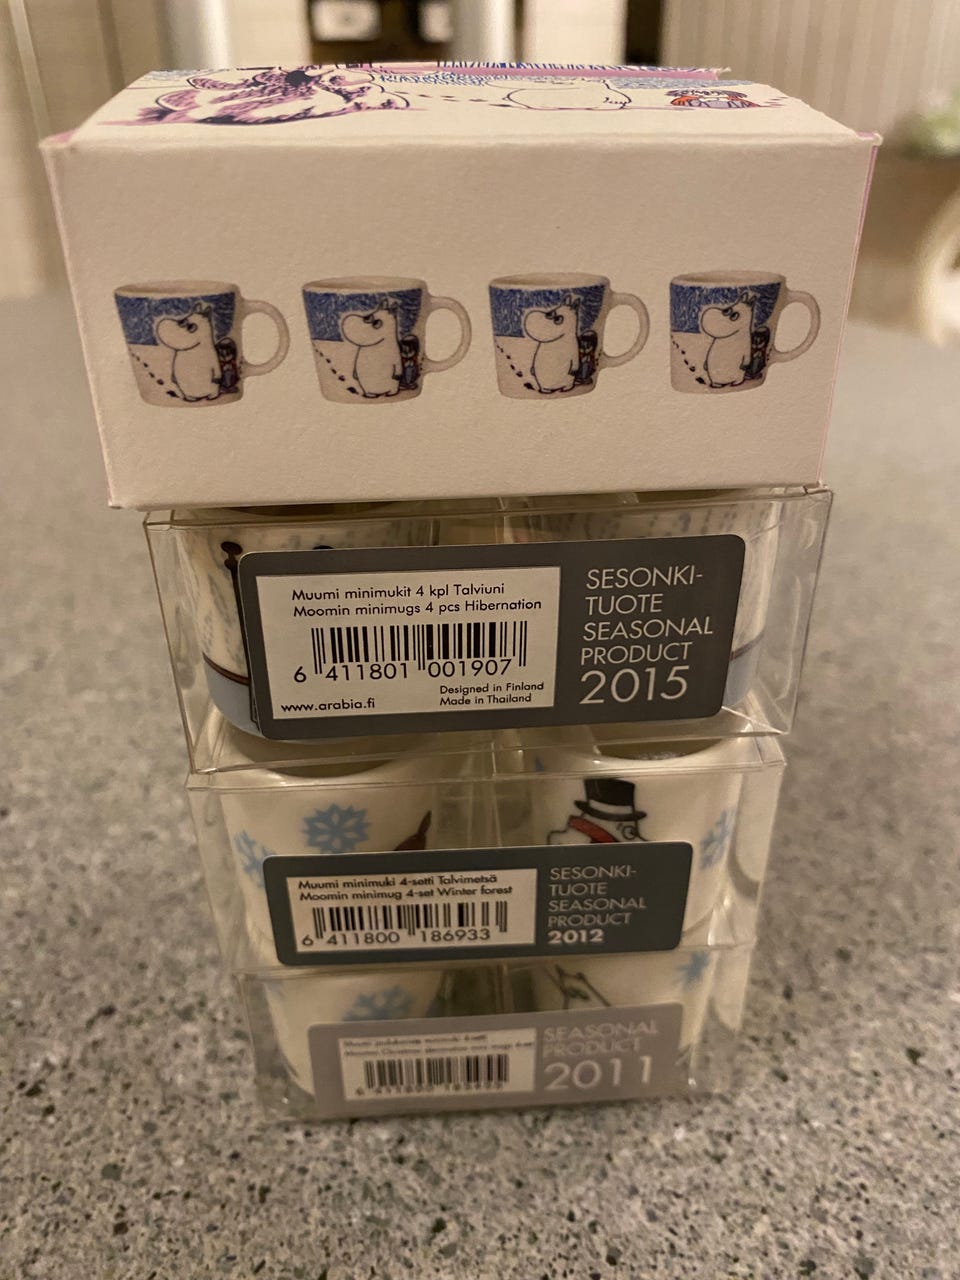 Muumi minimukit 4 kpl Talviuni
Moomin minimugs 4 pcs Hibernation
6 411801 001907
www.arabia.fi
Designed in Finland
Made in Thailand
SESONKI-
TUOTE
SEASONAL
PRODUCT
2015
Muumi minimuki 4-setti Talvimetsä
Moomin minimug 4-set Winter forest
6 411800 186933
SESONKI-
TUOTE
SEASONAL
PRODUCT
2012
SEASONAL
PRODUCT
2011